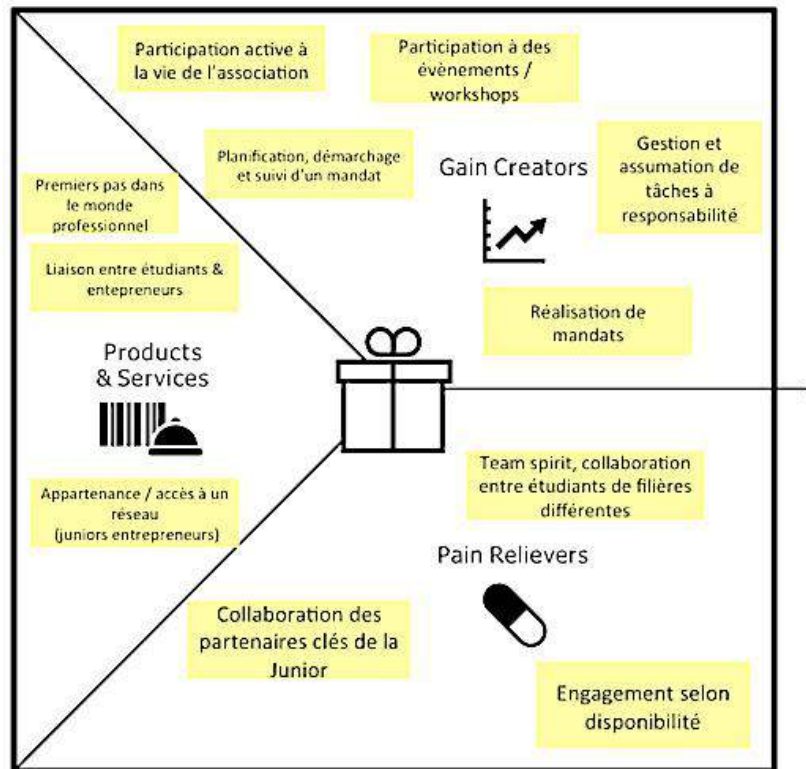 Participation active à
la vie de l'association
Participation à des
évènements /
workshops
Planification, démarchage
et suivi d'un mandat
Gain Creators
Gestion et
assumation de
tâches à
responsabilité
Réalisation de
mandats
Premiers pas dans
le monde
professionnel
Liaison entre étudiants &
entepreneurs
Products
& Services
Appartenance / accès à un
réseau
(juniors entrepreneurs)
Team spirit, collaboration
entre étudiants de filières
différentes
Pain Relievers
Collaboration des
partenaires clés de la
Junior
Engagement selon
disponibilité